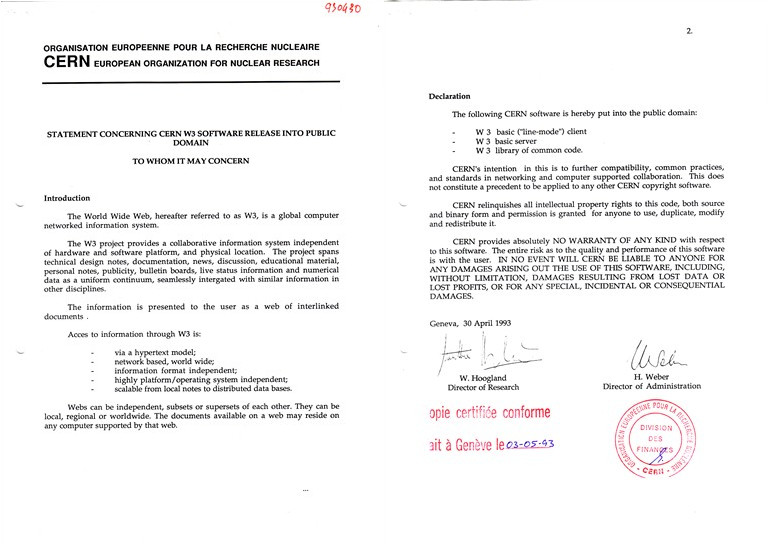 930430
ORGANISATION EUROPEENNE POUR LA RECHERCHE NUCLEAIRE
CERN EUROPEAN ORGANIZATION FOR NUCLEAR RESEARCH
STATEMENT CONCERNING CERN W3 SOFTWARE RELEASE INTO PUBLIC
DOMAIN
TO WHOM IT MAY CONCERN
Introduction
The World Wide Web, hereafter referred to as W3, is a global computer
networked information system.
The W3 project provides a collaborative information system independent
of hardware and software platform, and physical location. The project spans
technical design notes, documentation, news, discussion, educational material,
personal notes, publicity, bulletin boards, live status information and numerical
data as a uniform continuum, seamlessly intergated with similar information in
other disciplines.
The information is presented to the user as a web of interlinked
documents .
Acces to information through W3 is:
- via a hypertext model;
- network based, world wide;
- information format independent;
- highly platform/operating system independent;
- scalable from local notes to distributed data bases.
Webs can be independent, subsets or supersets of each other. They can be
local, regional or worldwide. The documents available on a web may reside on
any computer supported by that web.
...
2.
Declaration
The following CERN software is hereby put into the public domain:
- W 3 basic ("line-mode") client
- W 3 basic server
- W 3 library of common code.
CERN's intention in this is to further compatibility, common practices,
and standards in networking and computer supported collaboration. This does
not constitute a precedent to be applied to any other CERN copyright software.
CERN relinquishes all intellectual property rights to this code, both source
and binary form and permission is granted for anyone to use, duplicate, modify
and redistribute it.
CERN provides absolutely NO WARRANTY OF ANY KIND with respect
to this software. The entire risk as to the quality and performance of this software
is with the user. IN NO EVENT WILL CERN BE LIABLE TO ANYONE FOR
ANY DAMAGES ARISING OUT THE USE OF THIS SOFTWARE, INCLUDING,
WITHOUT LIMITATION, DAMAGES RESULTING FROM LOST DATA OR
LOST PROFITS, OR FOR ANY SPECIAL, INCIDENTAL OR CONSEQUENTIAL
DAMAGES.
Geneva, 30 April 1993
W. Hoogland
Director of Research
H. Weber
Director of Administration
opie certifiée conforme
ait à Genève le 03-05-93
ORGANISATION EUROPÉENNE POUR LA RECHERCHE NUCLÉAIRE
DIVISION
DES
FINANCES
CERN